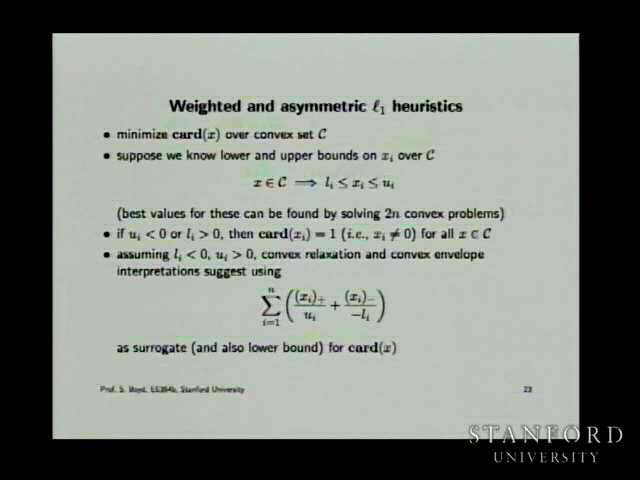 Weighted and asymmetric ℓ₁ heuristics
• minimize card(x) over convex set 𝒞
• suppose we know lower and upper bounds on xᵢ over 𝒞
x ∈ 𝒞 ⟹ lᵢ ≤ xᵢ ≤ uᵢ
(best values for these can be found by solving 2n convex problems)
• if uᵢ < 0 or lᵢ > 0, then card(xᵢ) = 1 (i.e., xᵢ ≠ 0) for all x ∈ 𝒞
• assuming lᵢ < 0, uᵢ > 0, convex relaxation and convex envelope
interpretations suggest using
∑ᵢ₌₁ⁿ ( (xᵢ)₊ / uᵢ + (xᵢ)₋ / −lᵢ )
as surrogate (and also lower bound) for card(x)
Prof. S. Boyd, EE364b, Stanford University 23
STANFORD
UNIVERSITY